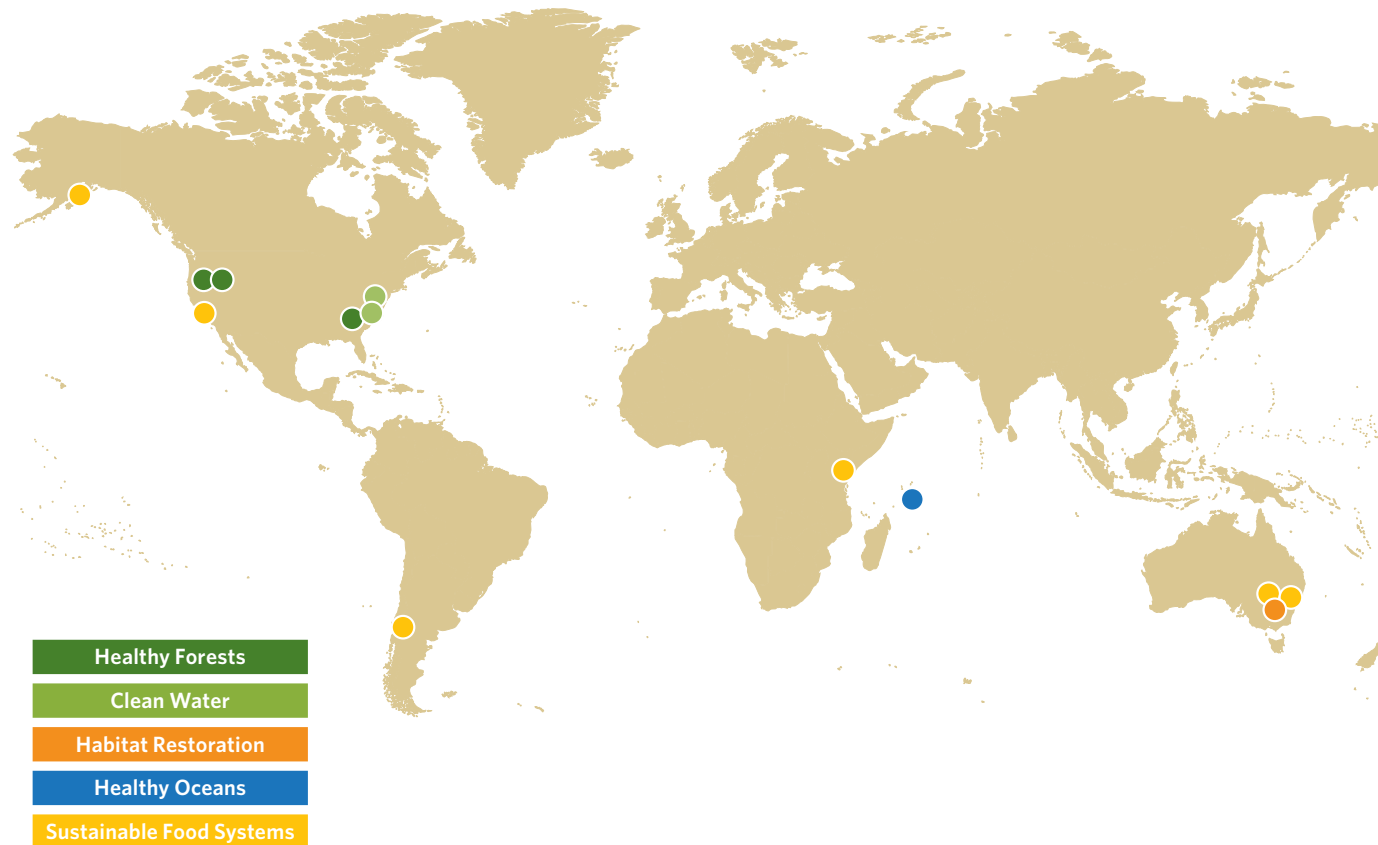 Healthy Forests
Clean Water
Habitat Restoration
Healthy Oceans
Sustainable Food Systems